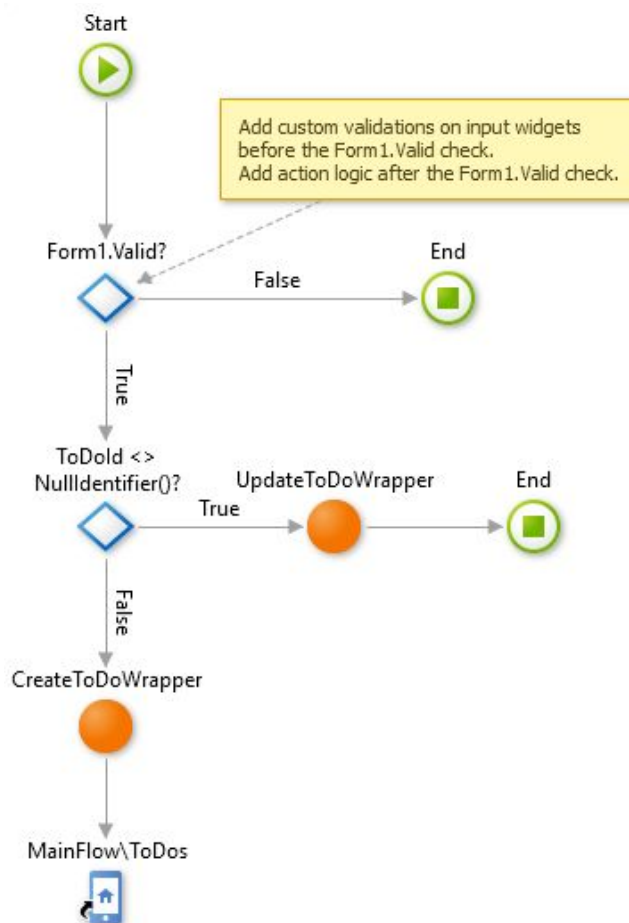 Start
Add custom validations on input widgets
before the Form1.Valid check.
Add action logic after the Form1.Valid check.
Form1.Valid?
End
False
True
ToDoId <>
NullIdentifier()?
UpdateToDoWrapper
End
True
False
CreateToDoWrapper
MainFlow\ToDos